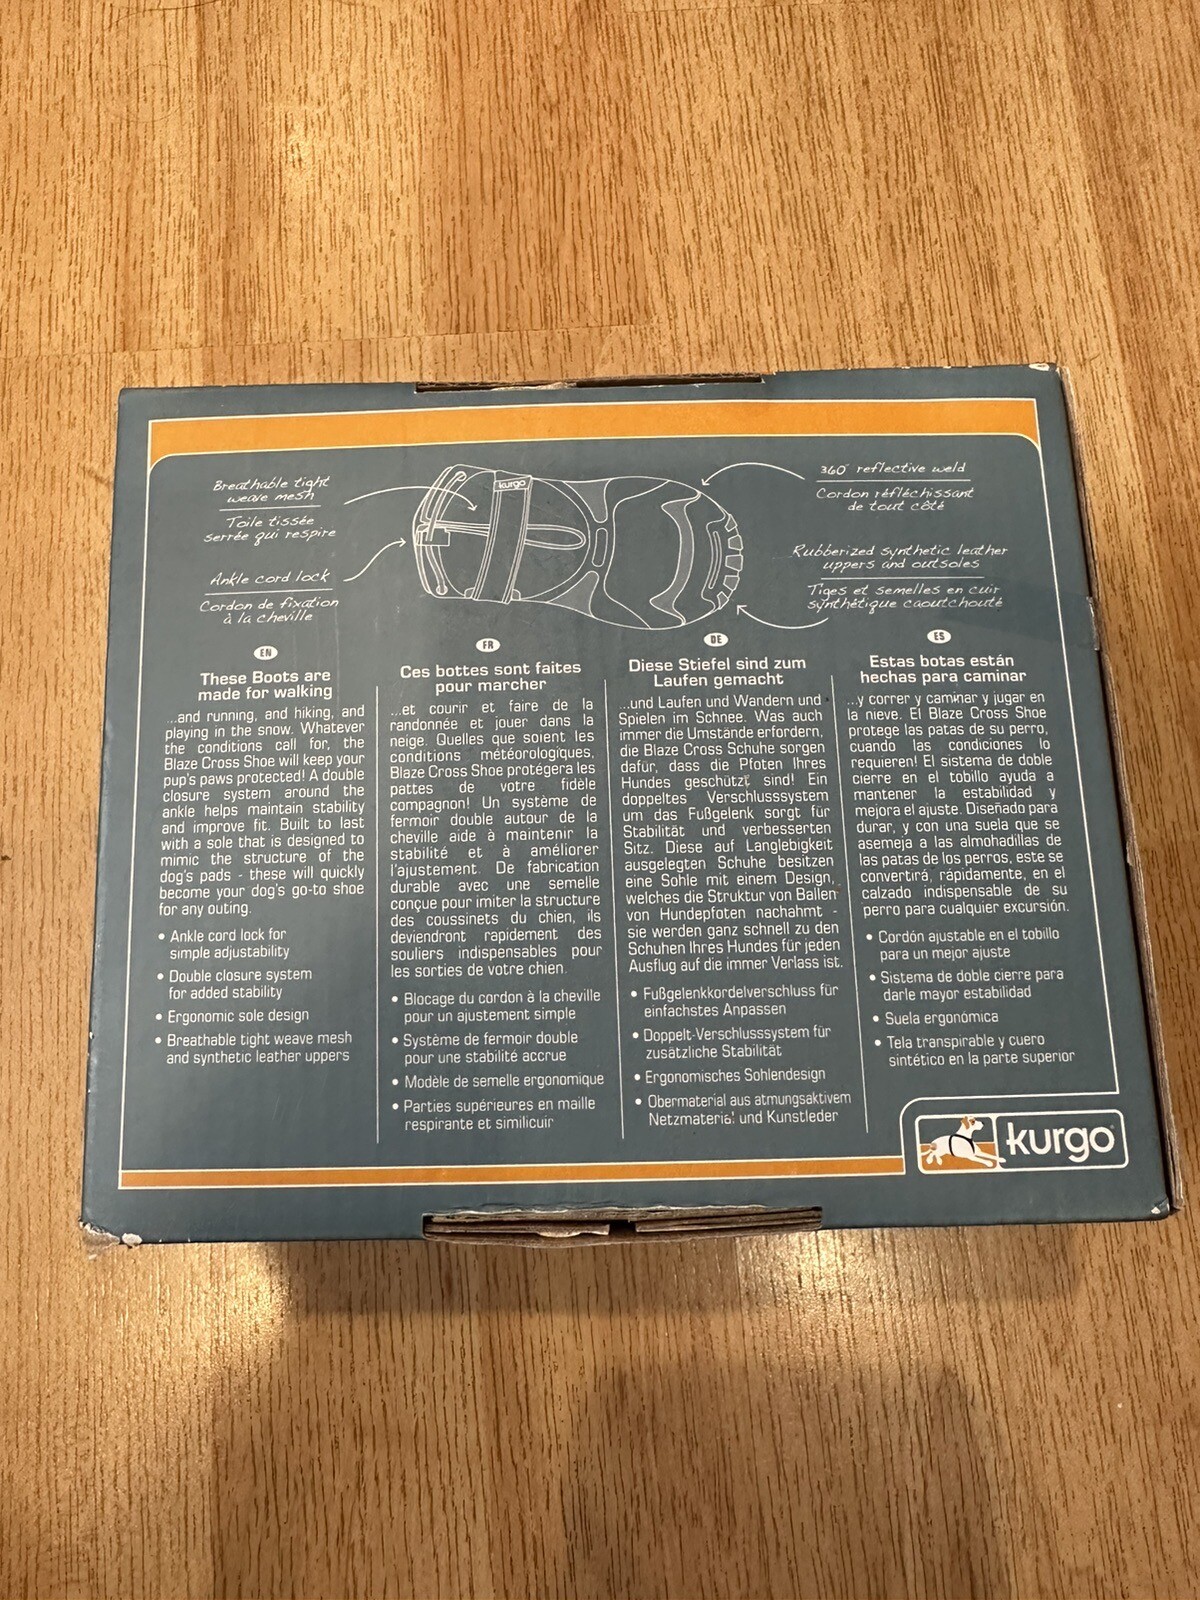 Breathable tight
weave mesh
Toile tissée
serrée qui respire
Ankle cord lock
Cordon de fixation
à la cheville
kurgo
360° reflective weld
Cordon réfléchissant
de tout côté
Rubberized synthetic leather
uppers and outsoles
Tiges et semelles en cuir
synthétique caoutchouté
EN
These Boots are
made for walking
...and running, and hiking, and
playing in the snow. Whatever
the conditions call for, the
Blaze Cross Shoe will keep your
pup's paws protected! A double
closure system around the
ankle helps maintain stability
and improve fit. Built to last
with a sole that is designed to
mimic the structure of the
dog's pads - these will quickly
become your dog's go-to shoe
for any outing.
• Ankle cord lock for
simple adjustability
• Double closure system
for added stability
• Ergonomic sole design
• Breathable tight weave mesh
and synthetic leather uppers
FR
Ces bottes sont faites
pour marcher
...et courir et faire de la
randonnée et jouer dans la
neige. Quelles que soient les
conditions météorologiques,
Blaze Cross Shoe protégera les
pattes de votre fidèle
compagnon! Un système de
fermoir double autour de la
cheville aide à maintenir la
stabilité et à améliorer
l'ajustement. De fabrication
durable avec une semelle
conçue pour imiter la structure
des coussinets du chien, ils
deviendront rapidement des
souliers indispensables pour
les sorties de votre chien.
• Blocage du cordon à la cheville
pour un ajustement simple
• Système de fermoir double
pour une stabilité accrue
• Modèle de semelle ergonomique
• Parties supérieures en maille
respirante et similicuir
DE
Diese Stiefel sind zum
Laufen gemacht
...und Laufen und Wandern und
Spielen im Schnee. Was auch
immer die Umstände erfordern,
die Blaze Cross Schuhe sorgen
dafür, dass die Pfoten Ihres
Hundes geschützt sind! Ein
doppeltes Verschlusssystem
um das Fußgelenk sorgt für
Stabilität und verbesserten
Sitz. Diese auf Langlebigkeit
ausgelegten Schuhe besitzen
eine Sohle mit einem Design,
welches die Struktur von Ballen
von Hundepfoten nachahmt -
sie werden ganz schnell zu den
Schuhen Ihres Hundes für jeden
Ausflug auf die immer Verlass ist.
• Fußgelenkkordelverschluss für
einfachstes Anpassen
• Doppelt-Verschlusssystem für
zusätzliche Stabilität
• Ergonomisches Sohlendesign
• Obermaterial aus atmungsaktivem
Netzmaterial und Kunstleder
ES
Estas botas están
hechas para caminar
...y correr y caminar y jugar en
la nieve. El Blaze Cross Shoe
protege las patas de su perro,
cuando las condiciones lo
requieren! El sistema de doble
cierre en el tobillo ayuda a
mantener la estabilidad y
mejora el ajuste. Diseñado para
durar, y con una suela que se
asemeja a las almohadillas de
las patas de los perros, este se
convertirá, rápidamente, en el
calzado indispensable de su
perro para cualquier excursión.
• Cordón ajustable en el tobillo
para un mejor ajuste
• Sistema de doble cierre para
darle mayor estabilidad
• Suela ergonómica
• Tela transpirable y cuero
sintético en la parte superior
kurgo